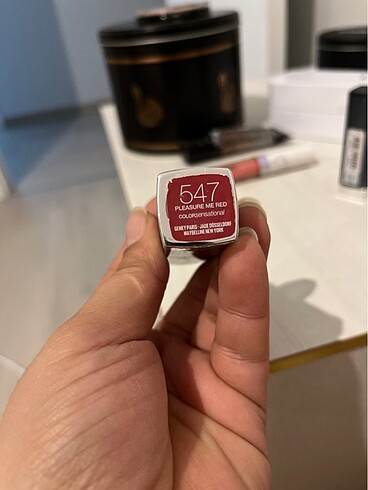 547
PLEASURE ME RED
COLORsensational
GEMEY PARIS · JADE DÜSSELDORF
MAYBELLINE NEW YORK